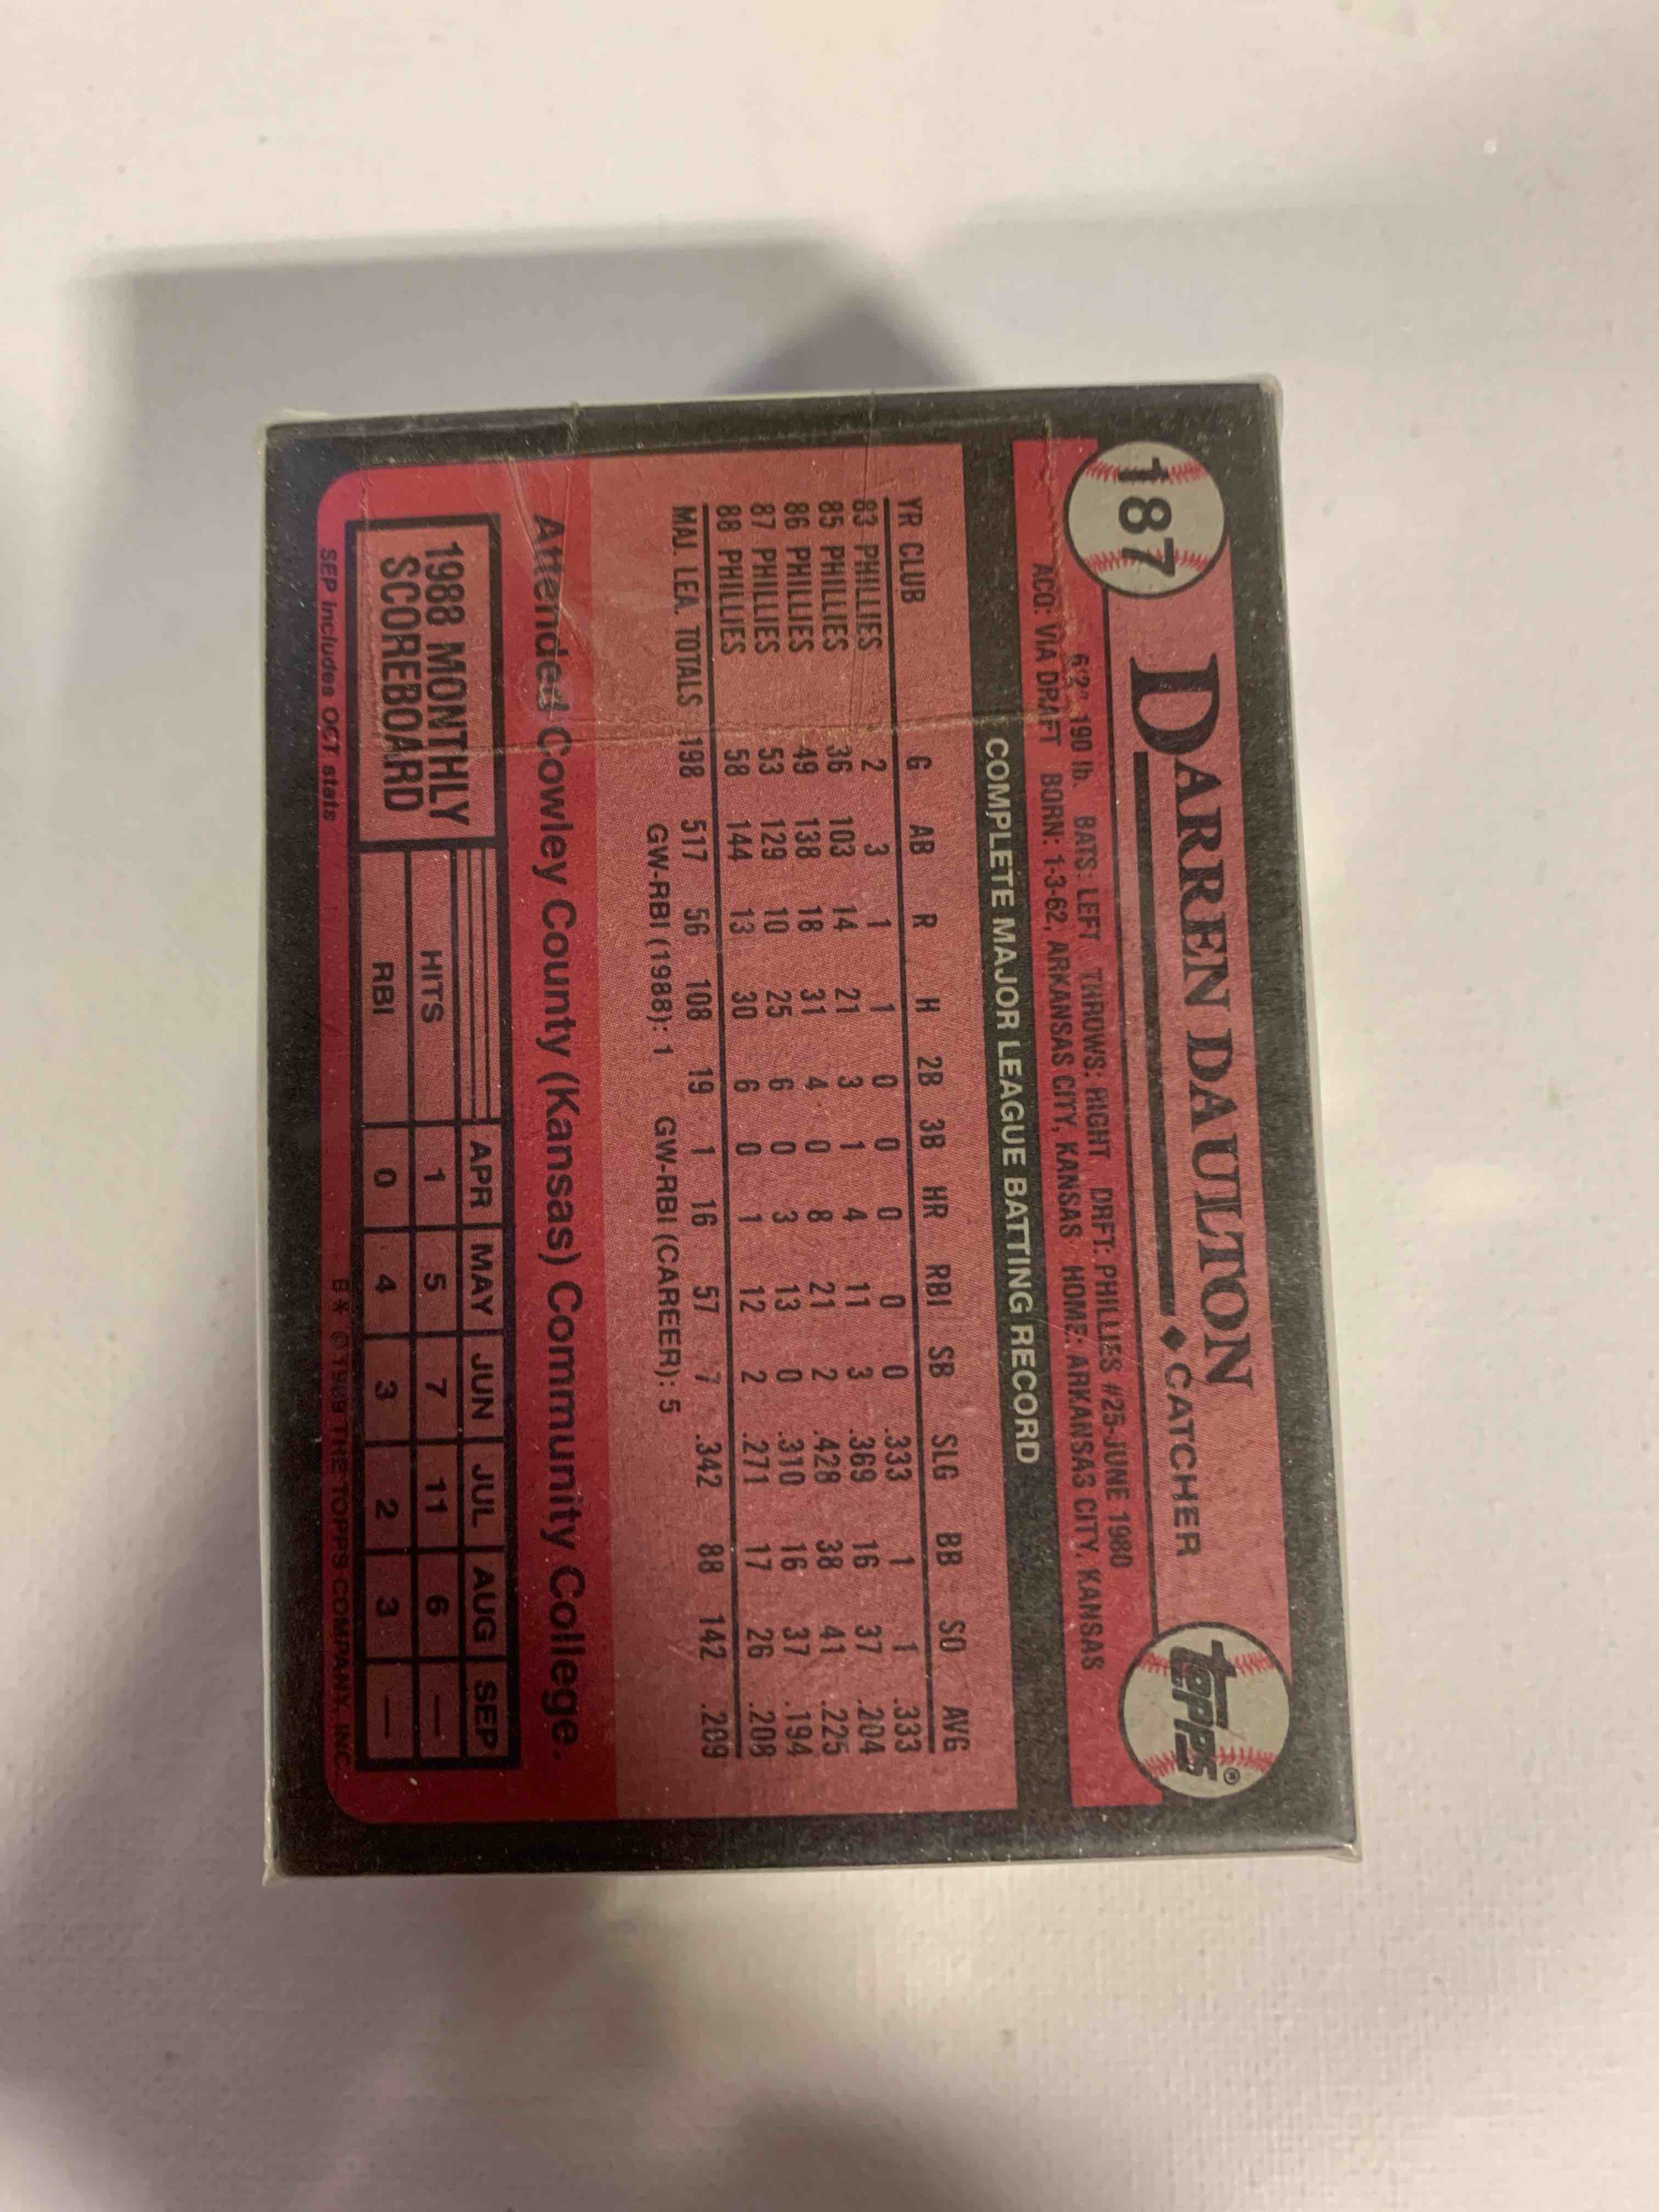 187
DARREN DAULTON
◆CATCHER
topps®
6'2" 190 lb. BATS: LEFT THROWS: RIGHT DRFT: PHILLIES #25-JUNE 1980
ACQ: VIA DRAFT BORN: 1-3-62, ARKANSAS CITY, KANSAS HOME: ARKANSAS CITY, KANSAS
COMPLETE MAJOR LEAGUE BATTING RECORD
YR CLUB G AB R H 2B 3B HR RBI SB SLG BB SO AVG
83 PHILLIES 2 3 1 1 0 0 0 0 0 .333 1 1 .333
85 PHILLIES 36 103 14 21 3 1 4 11 3 .369 16 37 .204
86 PHILLIES 49 138 18 31 4 0 8 21 2 .428 38 41 .225
87 PHILLIES 53 129 10 25 6 0 3 13 0 .310 16 37 .194
88 PHILLIES 58 144 13 30 6 0 1 12 2 .271 17 26 .208
MAJ. LEA. TOTALS 198 517 56 108 19 1 16 57 7 .342 88 142 .209
GW-RBI (1988): 1 GW-RBI (CAREER): 5
Attended Cowley County (Kansas) Community College.
1988 MONTHLY
SCOREBOARD
APR MAY JUN JUL AUG SEP
HITS 1 5 7 11 6 —
RBI 0 4 3 2 3 —
SEP includes OCT stats
B* © 1989 THE TOPPS COMPANY, INC.